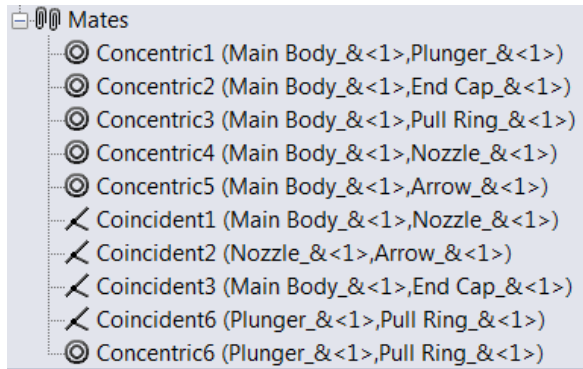 Mates
Concentric1 (Main Body_&<1>,Plunger_&<1>)
Concentric2 (Main Body_&<1>,End Cap_&<1>)
Concentric3 (Main Body_&<1>,Pull Ring_&<1>)
Concentric4 (Main Body_&<1>,Nozzle_&<1>)
Concentric5 (Main Body_&<1>,Arrow_&<1>)
Coincident1 (Main Body_&<1>,Nozzle_&<1>)
Coincident2 (Nozzle_&<1>,Arrow_&<1>)
Coincident3 (Main Body_&<1>,End Cap_&<1>)
Coincident6 (Plunger_&<1>,Pull Ring_&<1>)
Concentric6 (Plunger_&<1>,Pull Ring_&<1>)